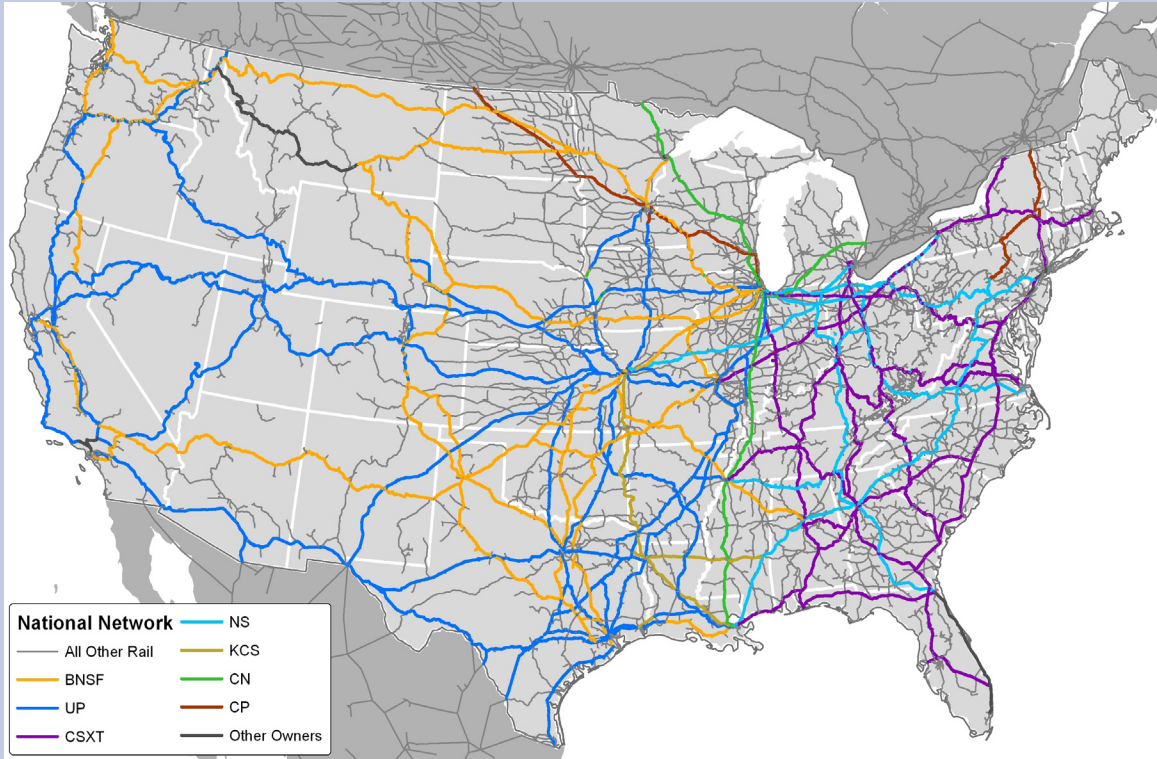 National Network
All Other Rail
BNSF
UP
CSXT
NS
KCS
CN
CP
Other Owners